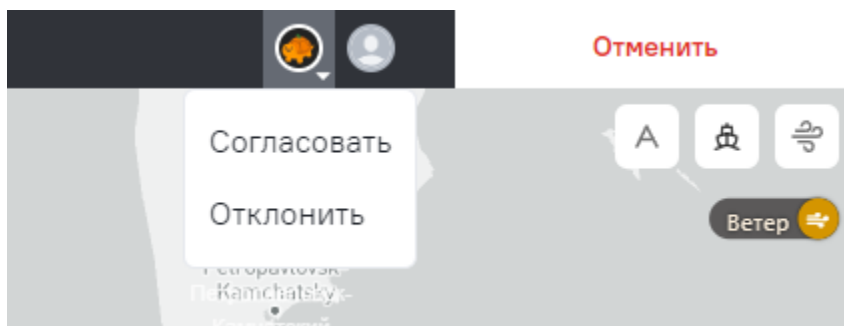 Отменить
Согласовать
A
Отклонить
Ветер
Petropavlovsk-
Kamchatsky